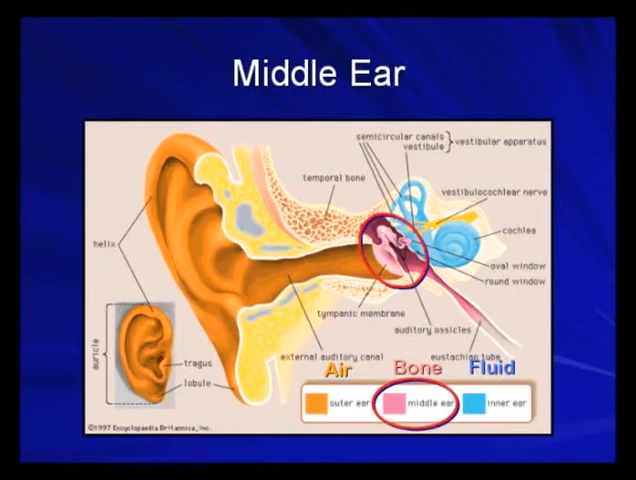 Middle Ear
semicircular canals
vestibule
vestibular apparatus
temporal bone
vestibulocochlear nerve
cochlea
helix
oval window
round window
tympanic membrane
auditory ossicles
external auditory canal
eustachian tube
auricle
tragus
lobule
Air Bone Fluid
outer ear middle ear inner ear
©1997 Encyclopaedia Britannica, Inc.